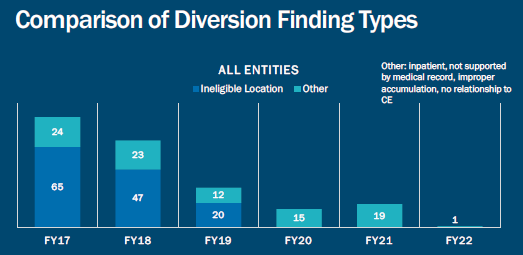 Comparison of Diversion Finding Types
ALL ENTITIES
Ineligible Location Other
Other: inpatient, not supported
by medical record, improper
accumulation, no relationship to
CE
24
65
23
47
12
20
15
19
1
FY17 FY18 FY19 FY20 FY21 FY22